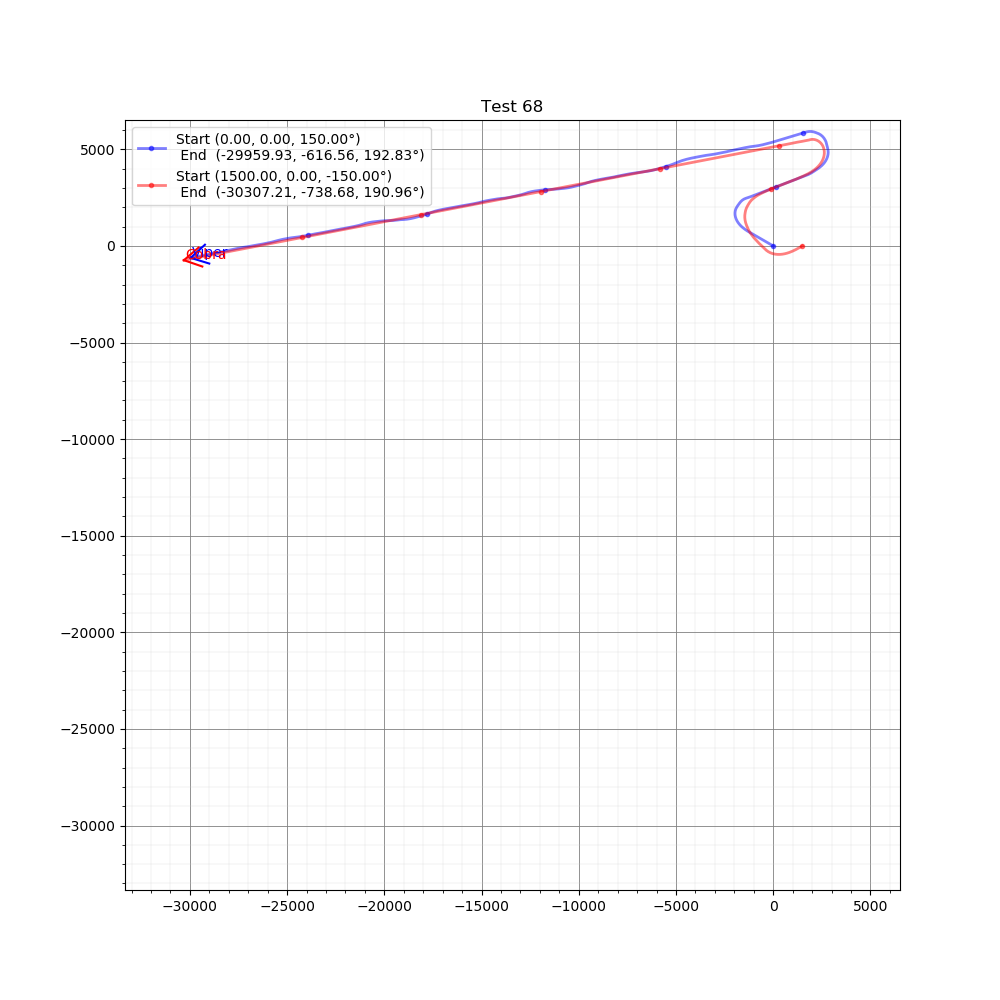 Test 68
Start (0.00, 0.00, 150.00°)
End (-29959.93, -616.56, 192.83°)
Start (1500.00, 0.00, -150.00°)
End (-30307.21, -738.68, 190.96°)
5000
0
−5000
−10000
−15000
−20000
−25000
−30000
−30000 −25000 −20000 −15000 −10000 −5000 0 5000